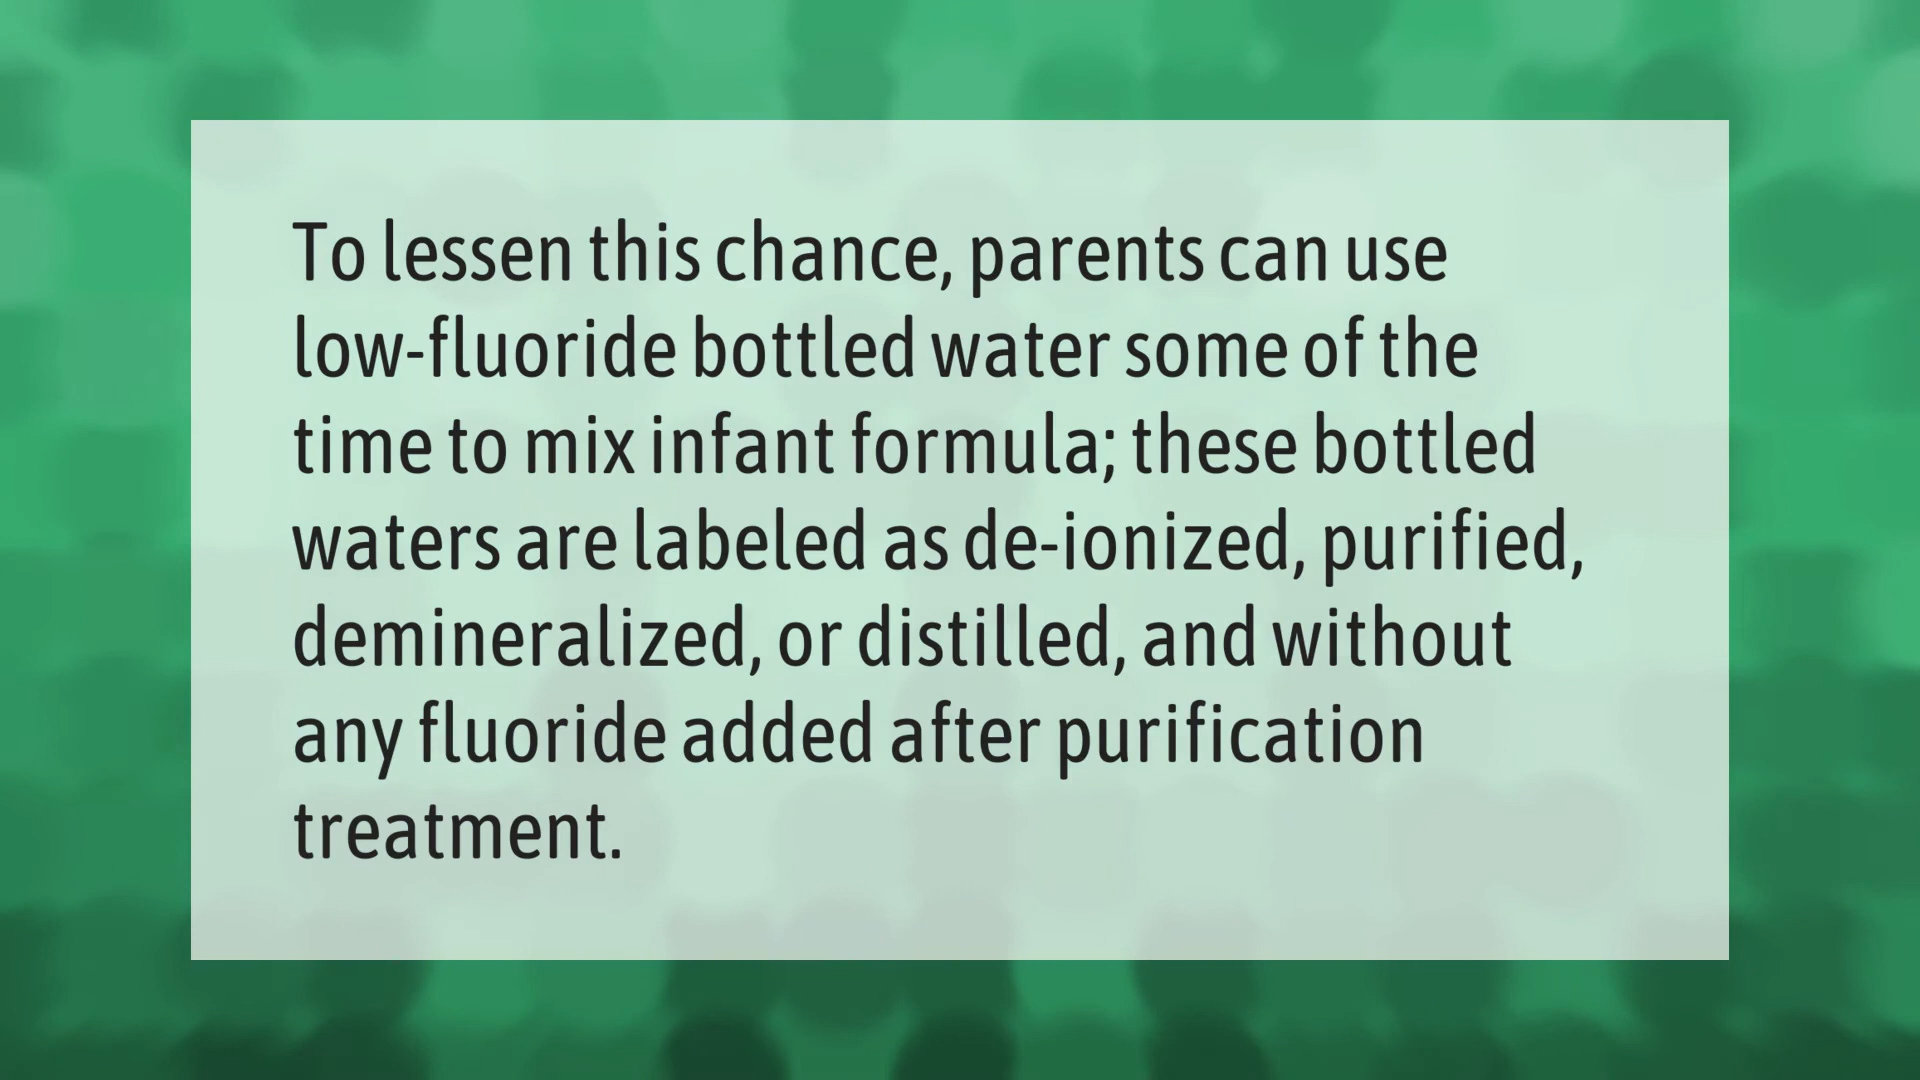 To lessen this chance, parents can use
low-fluoride bottled water some of the
time to mix infant formula; these bottled
waters are labeled as de-ionized, purified,
demineralized, or distilled, and without
any fluoride added after purification
treatment.